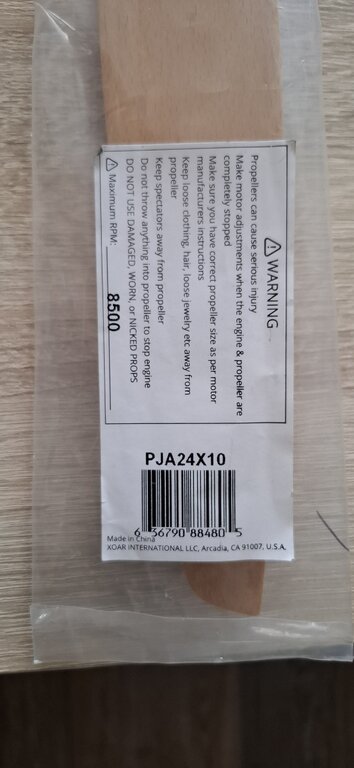 ⚠ WARNING
Propellers can cause serious injury
Make motor adjustments when the engine & propeller are
completely stopped
Make sure you have correct propeller size as per motor
manufacturers instructions
Keep loose clothing, hair, loose jewelry etc away from
propeller
Keep spectators away from propeller
Do not throw anything into propeller to stop engine
DO NOT USE DAMAGED, WORN, or NICKED PROPS
⚠ Maximum RPM: 8500
PJA24X10
6 36790 88480 5
Made in China
XOAR INTERNATIONAL LLC, Arcadia, CA 91007, U.S.A.